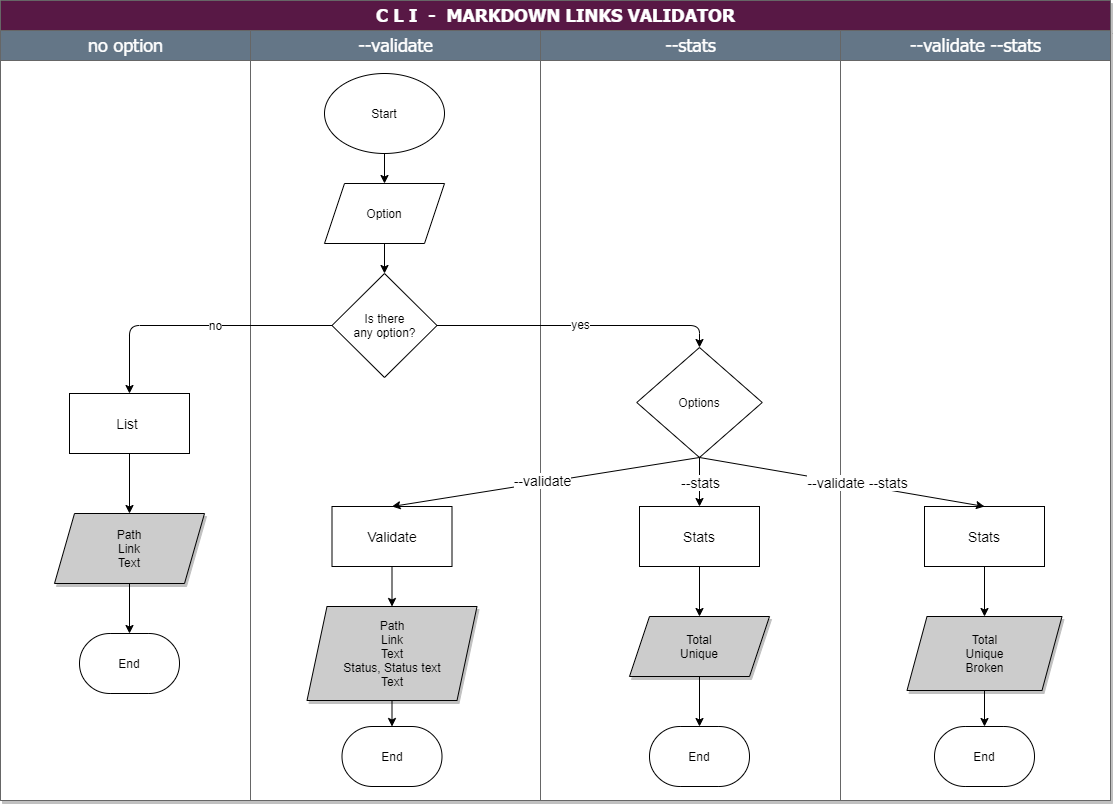 C L I - MARKDOWN LINKS VALIDATOR
no option
--validate
--stats
--validate --stats
Start
Option
Is there
any option?
no
yes
List
Options
--validate
--stats
--validate --stats
Path
Link
Text
Validate
Stats
Stats
Path
Link
Text
Status, Status text
Text
Total
Unique
Total
Unique
Broken
End
End
End
End